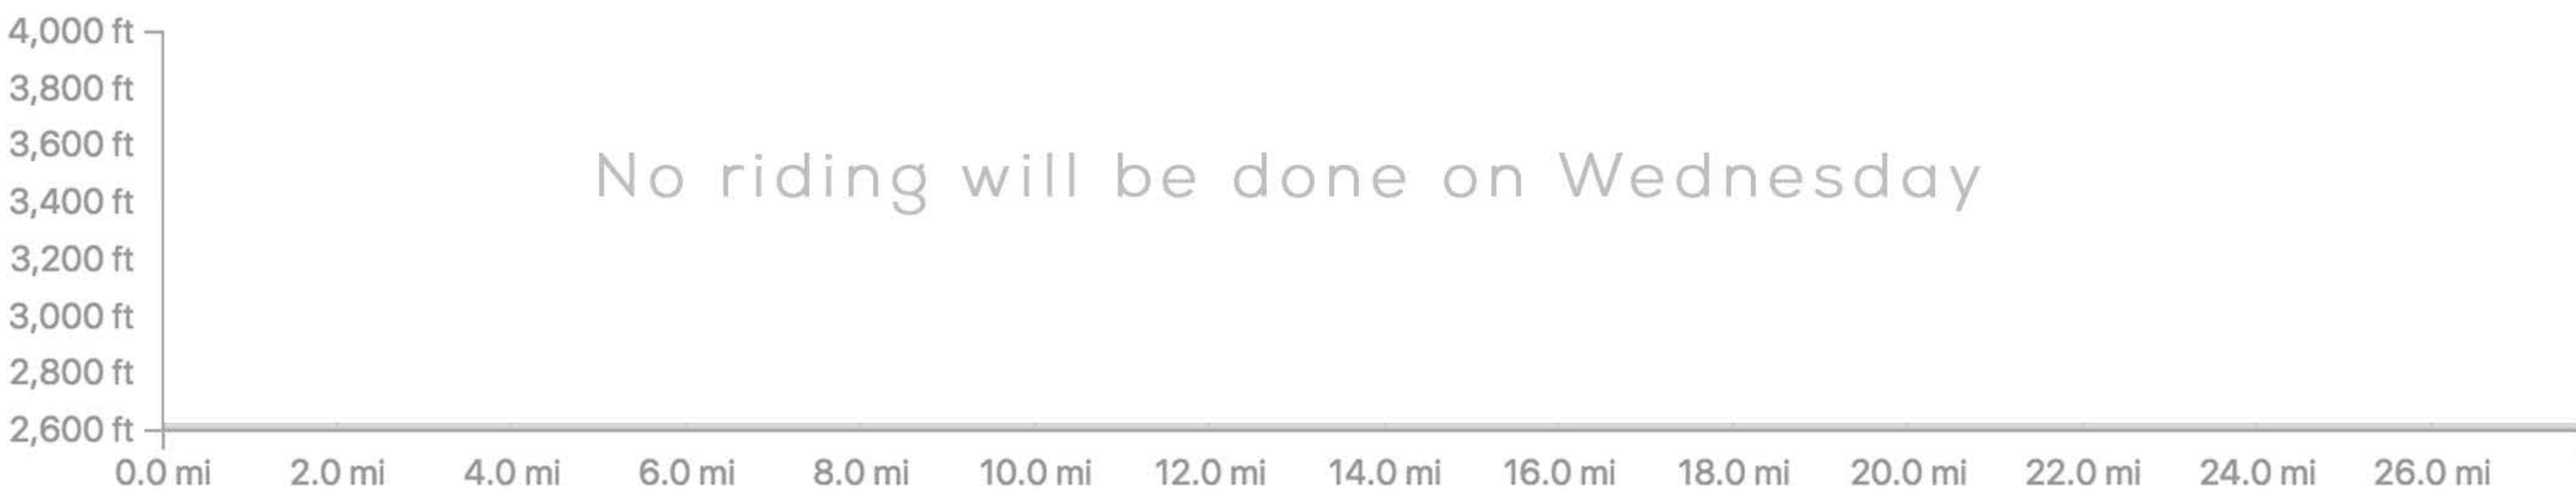 4,000 ft
3,800 ft
3,600 ft
No riding will be done on Wednesday
3,400 ft
3,200 ft
3,000 ft
2,800 ft
2,600 ft
0.0 mi 2.0 mi 4.0 mi 6.0 mi 8.0 mi 10.0 mi 12.0 mi 14.0 mi 16.0 mi 18.0 mi 20.0 mi 22.0 mi 24.0 mi 26.0 mi